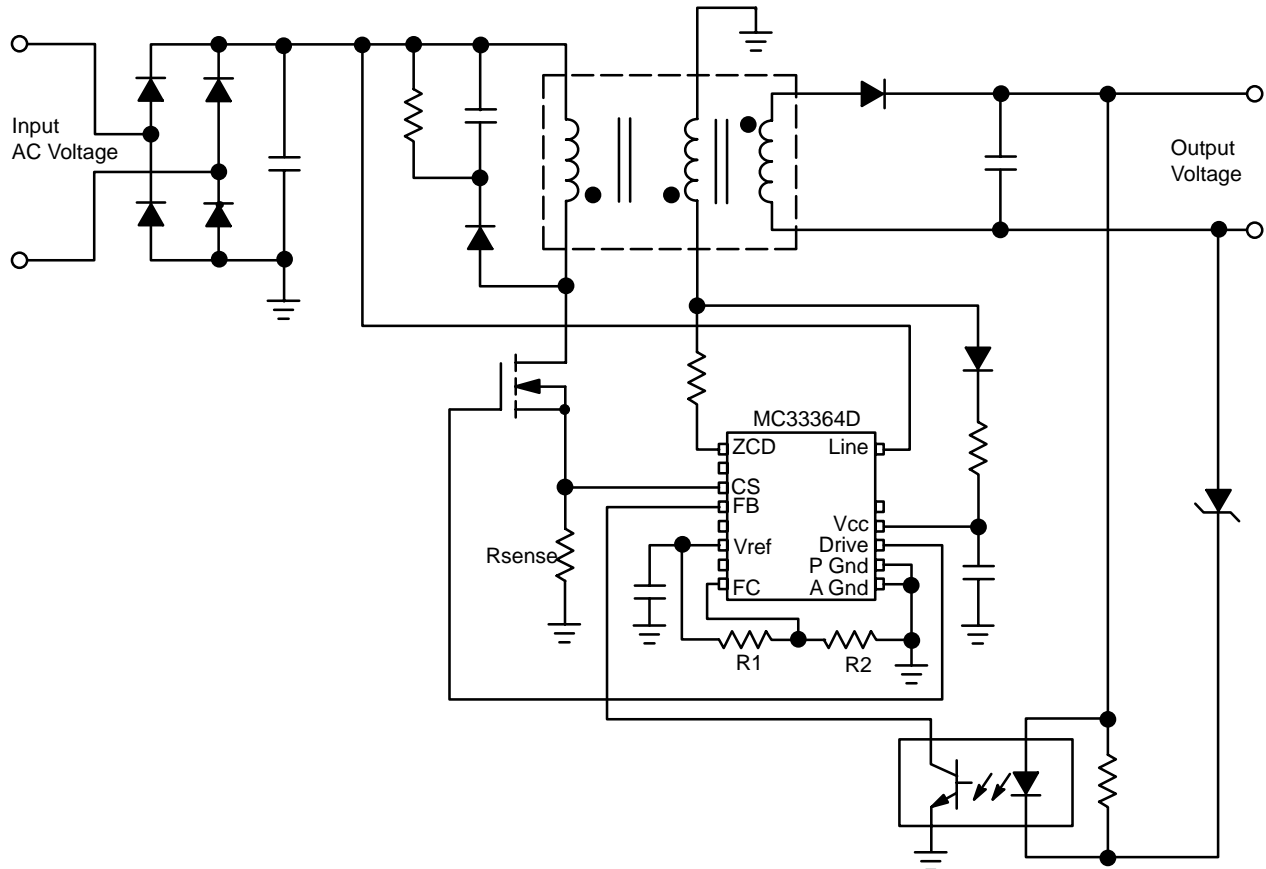 Input
AC Voltage
Output
Voltage
MC33364D
ZCD
Line
CS
FB
Vcc
Vref
Drive
P Gnd
FC
A Gnd
Rsense
R1
R2